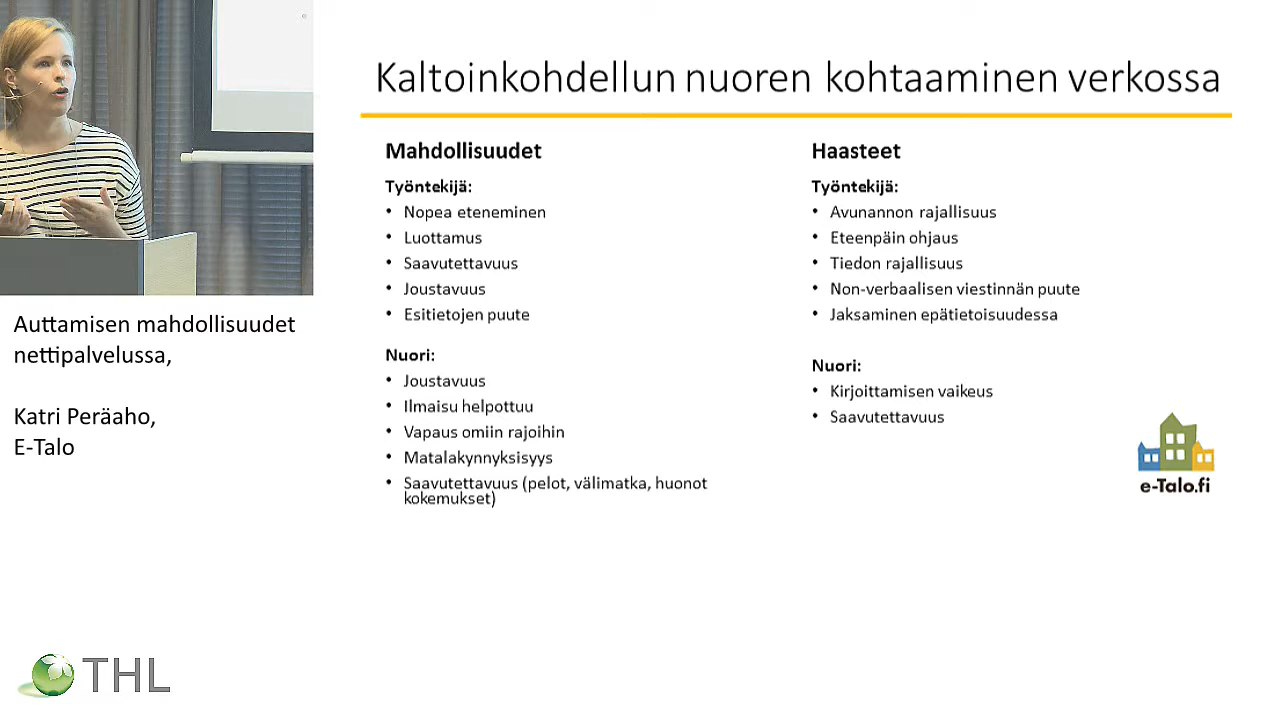 Kaltoinkohdellun nuoren kohtaaminen verkossa
Mahdollisuudet
Työntekijä:
• Nopea eteneminen
• Luottamus
• Saavutettavuus
• Joustavuus
• Esitietojen puute
Nuori:
• Joustavuus
• Ilmaisu helpottuu
• Vapaus omiin rajoihin
• Matalakynnyksisyys
• Saavutettavuus (pelot, välimatka, huonot
kokemukset)
Haasteet
Työntekijä:
• Avunannon rajallisuus
• Eteenpäin ohjaus
• Tiedon rajallisuus
• Non-verbaalisen viestinnän puute
• Jaksaminen epätietoisuudessa
Nuori:
• Kirjoittamisen vaikeus
• Saavutettavuus
e-Talo.fi
Auttamisen mahdollisuudet
nettipalvelussa,
Katri Peräaho,
E-Talo
THL